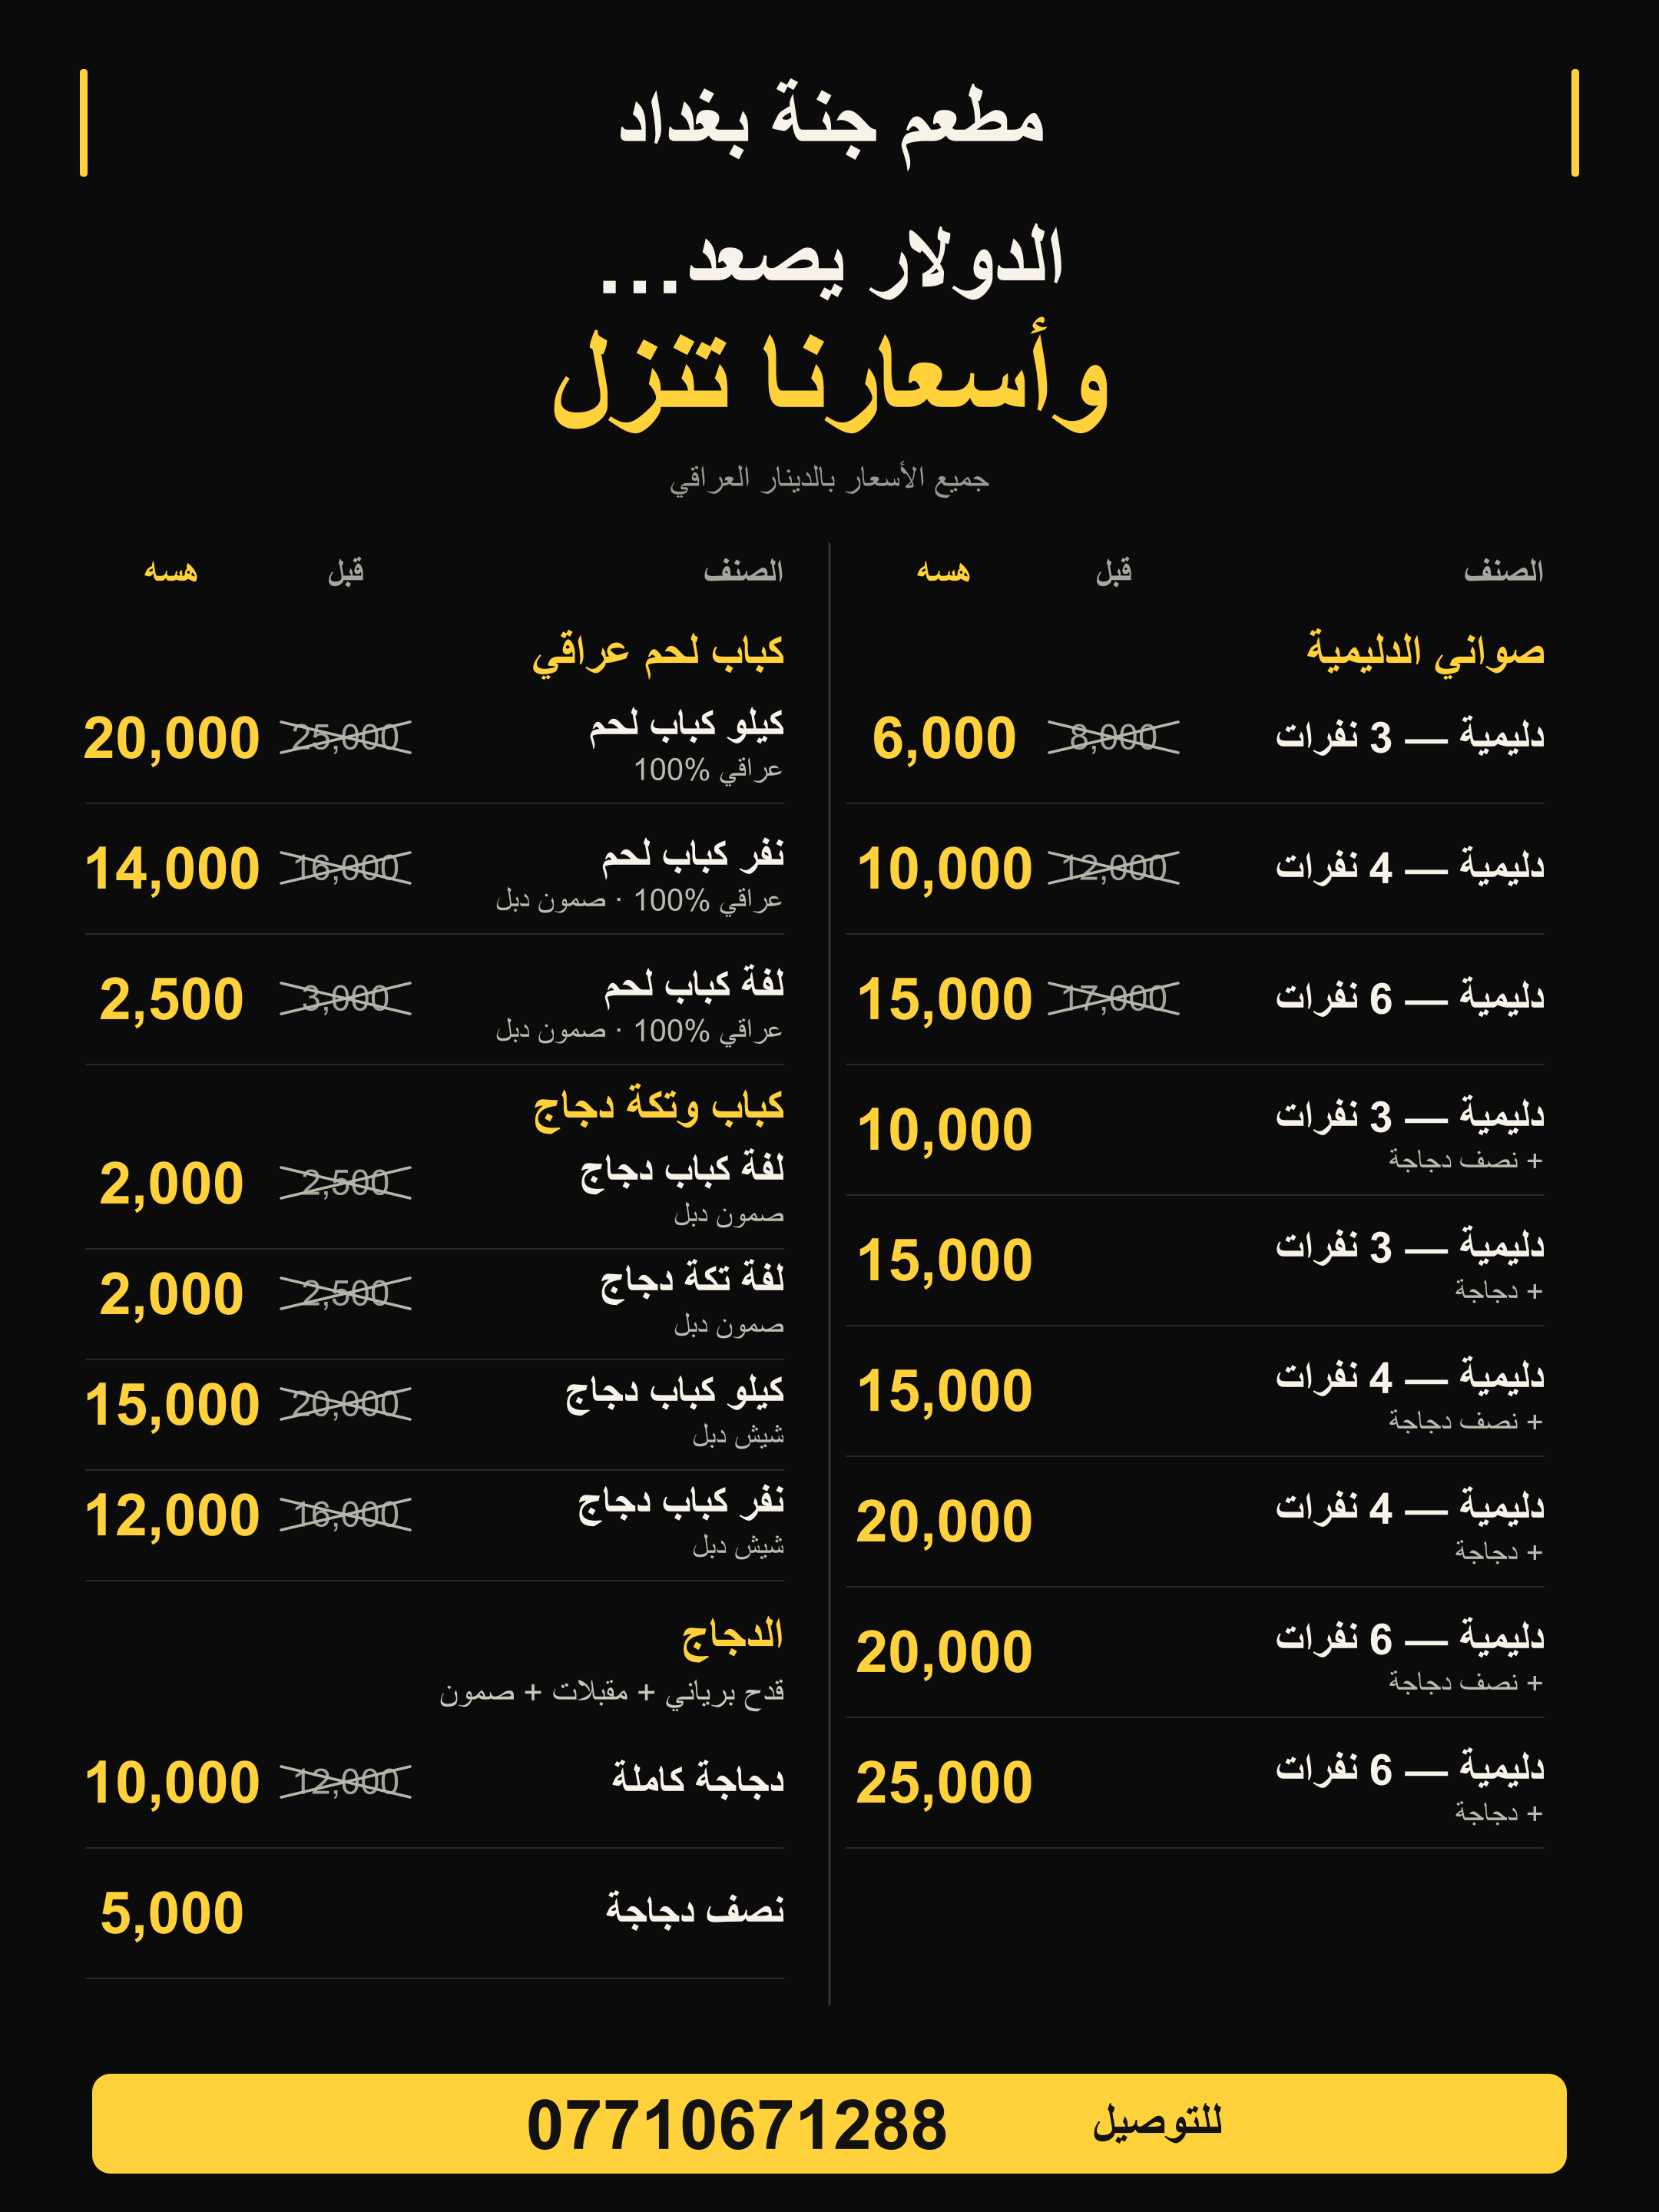 مطعم جنة بغداد
الدولار يصعد...
وأسعارنا تنزل
جميع الأسعار بالدينار العراقي
الصنف قبل هسه
صواني الدليمية
دليمية — 3 نفرات 8,000 6,000
دليمية — 4 نفرات 12,000 10,000
دليمية — 6 نفرات 17,000 15,000
دليمية — 3 نفرات 10,000
+ نصف دجاجة
دليمية — 3 نفرات 15,000
+ دجاجة
دليمية — 4 نفرات 15,000
+ نصف دجاجة
دليمية — 4 نفرات 20,000
+ دجاجة
دليمية — 6 نفرات 20,000
+ نصف دجاجة
دليمية — 6 نفرات 25,000
+ دجاجة
الصنف قبل هسه
كباب لحم عراقي
كيلو كباب لحم 25,000 20,000
عراقي 100%
نفر كباب لحم 16,000 14,000
عراقي 100% · صمون دبل
لفة كباب لحم 3,000 2,500
عراقي 100% · صمون دبل
كباب وتكة دجاج
لفة كباب دجاج 2,500 2,000
صمون دبل
لفة تكة دجاج 2,500 2,000
صمون دبل
كيلو كباب دجاج 20,000 15,000
شيش دبل
نفر كباب دجاج 16,000 12,000
شيش دبل
الدجاج
قدح برياني + مقبلات + صمون
دجاجة كاملة 12,000 10,000
نصف دجاجة 5,000
للتوصيل 07710671288